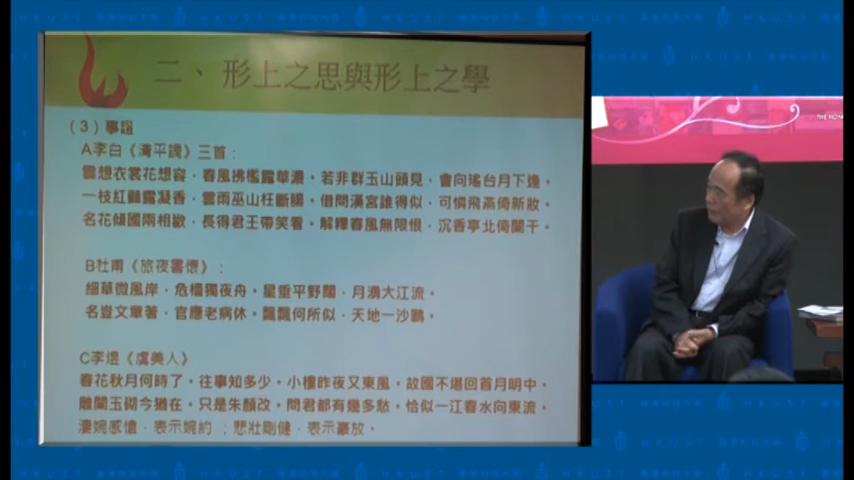 二、 形上之思與形上之學
(3)事證
A李白《清平調》三首:
雲想衣裳花想容,春風拂檻露華濃。若非群玉山頭見,會向瑤台月下逢。
一枝紅豔露凝香,雲雨巫山枉斷腸。借問漢宮誰得似,可憐飛燕倚新妝。
名花傾國兩相歡,長得君王帶笑看。解釋春風無限恨,沉香亭北倚闌干。
B杜甫《旅夜書懷》:
細草微風岸,危檣獨夜舟。星垂平野闊,月湧大江流。
名豈文章著,官應老病休。飄飄何所似,天地一沙鷗。
C李煜《虞美人》
春花秋月何時了。往事知多少。小樓昨夜又東風。故國不堪回首月明中。
雕闌玉砌今猶在。只是朱顏改。問君都有幾多愁。恰似一江春水向東流。
淒婉感愴,表示婉約 ;悲壯剛健,表示豪放。
THE ROYA
HKUST